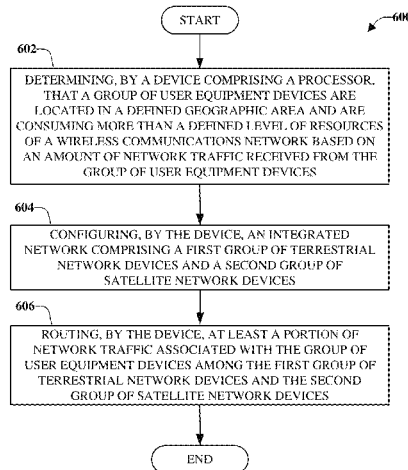 START
600
602
DETERMINING, BY A DEVICE COMPRISING A PROCESSOR,
THAT A GROUP OF USER EQUIPMENT DEVICES ARE
LOCATED IN A DEFINED GEOGRAPHIC AREA AND ARE
CONSUMING MORE THAN A DEFINED LEVEL OF RESOURCES
OF A WIRELESS COMMUNICATIONS NETWORK BASED ON
AN AMOUNT OF NETWORK TRAFFIC RECEIVED FROM THE
GROUP OF USER EQUIPMENT DEVICES
604
CONFIGURING, BY THE DEVICE, AN INTEGRATED
NETWORK COMPRISING A FIRST GROUP OF TERRESTRIAL
NETWORK DEVICES AND A SECOND GROUP OF
SATELLITE NETWORK DEVICES
606
ROUTING, BY THE DEVICE, AT LEAST A PORTION OF
NETWORK TRAFFIC ASSOCIATED WITH THE GROUP OF
USER EQUIPMENT DEVICES AMONG THE FIRST GROUP OF
TERRESTRIAL NETWORK DEVICES AND THE SECOND
GROUP OF SATELLITE NETWORK DEVICES
END